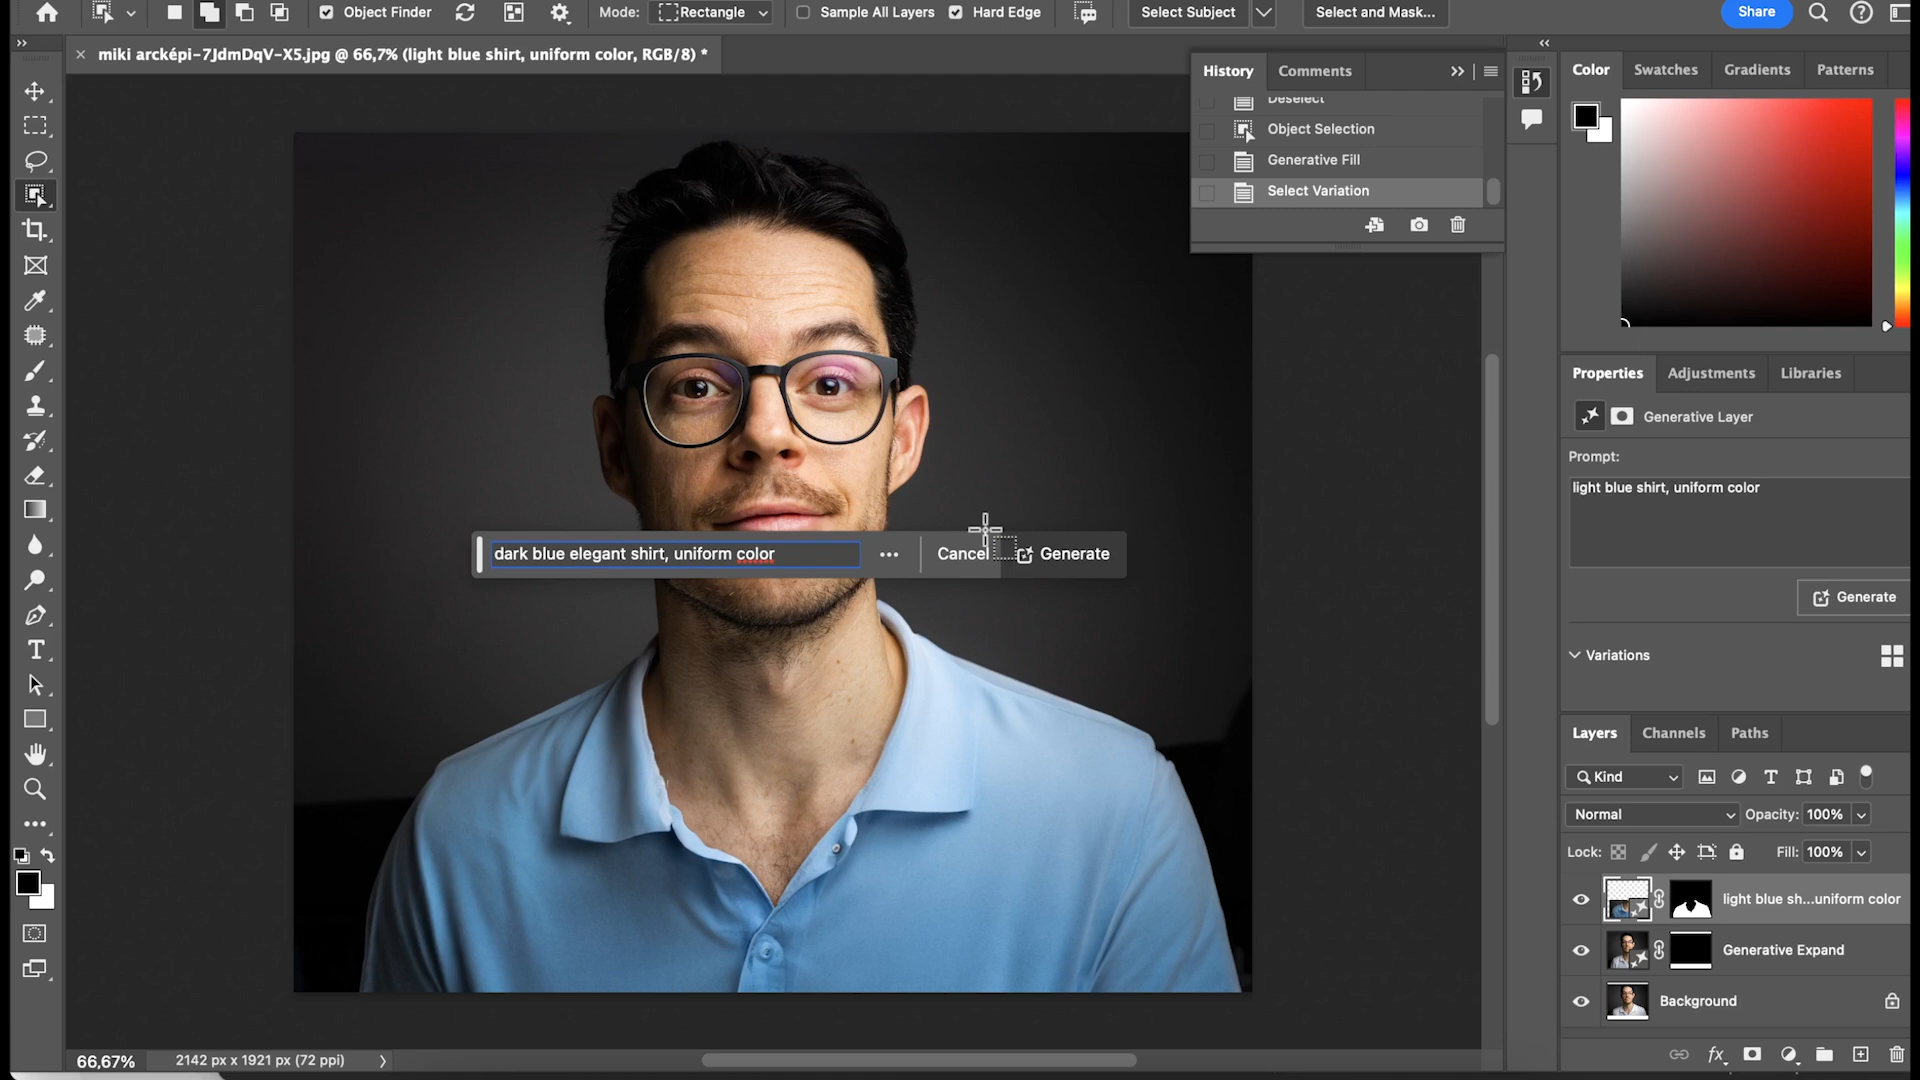 Object Finder
Mode: Rectangle
Sample All Layers
Hard Edge
Select Subject
Select and Mask...
Share
miki arcképi-7JdmDqV-X5.jpg @ 66,7% (light blue shirt, uniform color, RGB/8) *
History Comments
Deselect
Object Selection
Generative Fill
Select Variation
Color Swatches Gradients Patterns
Properties Adjustments Libraries
Generative Layer
Prompt:
light blue shirt, uniform color
dark blue elegant shirt, uniform color
Cancel Generate
Generate
Variations
Layers Channels Paths
Kind
Normal Opacity: 100%
Lock: Fill: 100%
light blue sh...uniform color
Generative Expand
Background
66,67% 2142 px x 1921 px (72 ppi)
fx